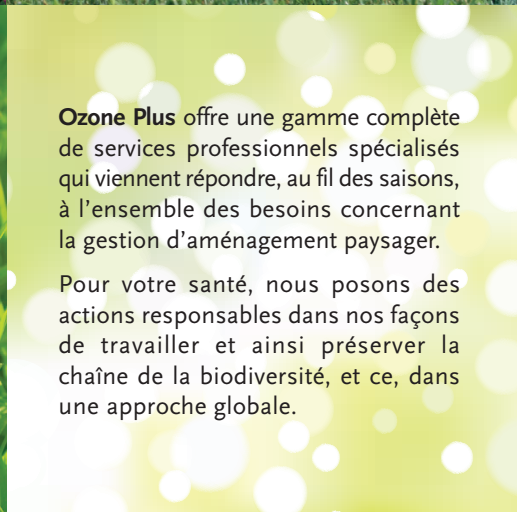 Ozone Plus offre une gamme complète
de services professionnels spécialisés
qui viennent répondre, au fil des saisons,
à l’ensemble des besoins concernant
la gestion d’aménagement paysager.
Pour votre santé, nous posons des
actions responsables dans nos façons
de travailler et ainsi préserver la
chaîne de la biodiversité, et ce, dans
une approche globale.